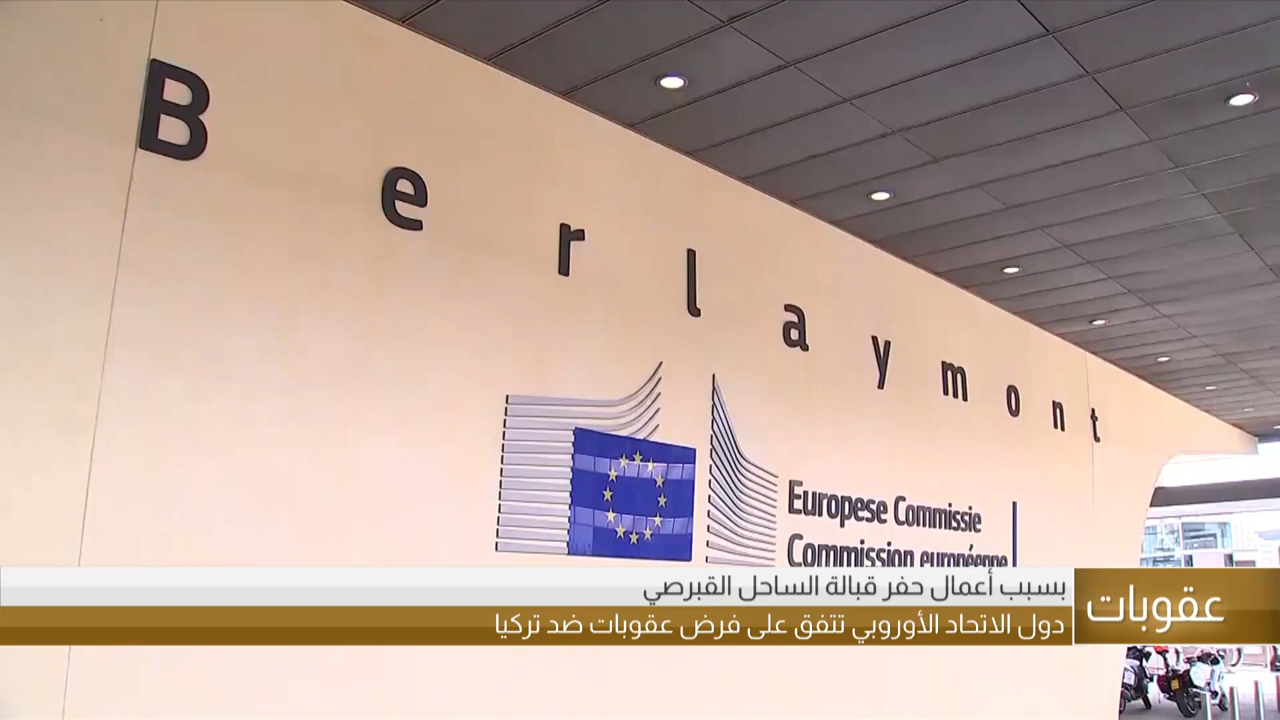 Berlaymont
Europese Commissie
Commission européenne
بسبب أعمال حفر قبالة الساحل القبرصي
عقوبات
دول الاتحاد الأوروبي تتفق على فرض عقوبات ضد تركيا